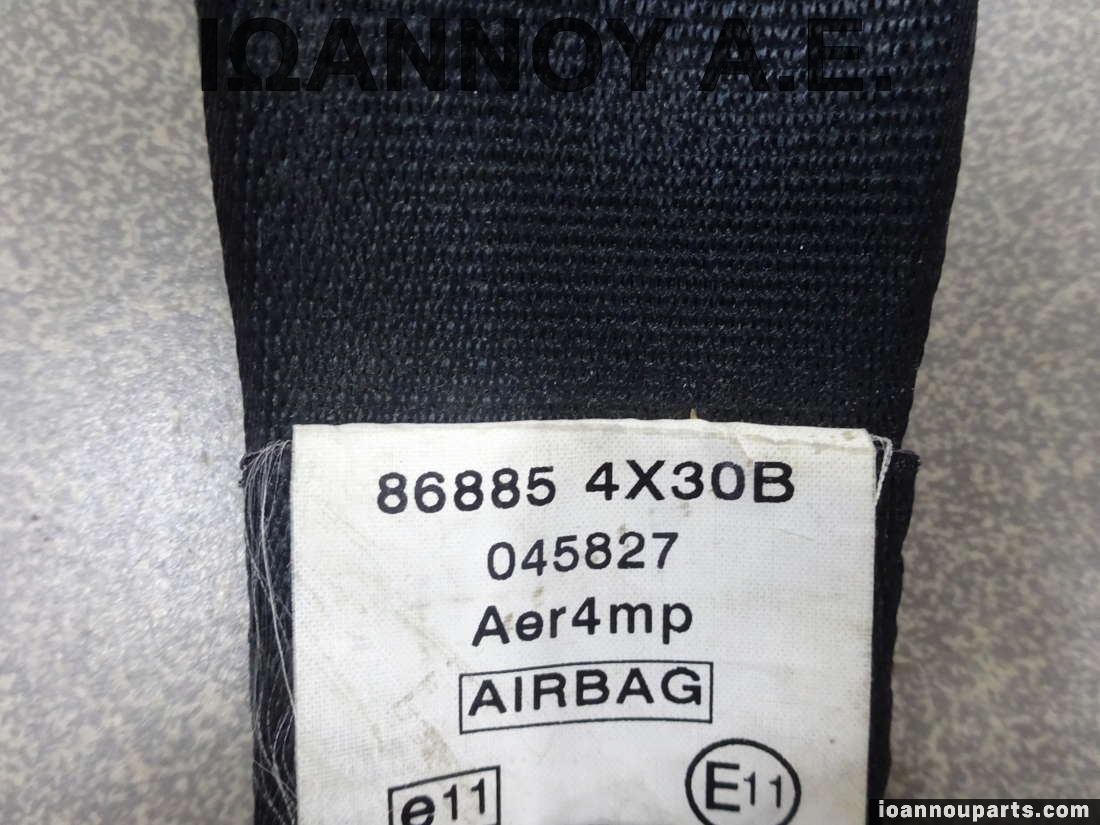 ΙΩΑΝΝΟΥ Α.Ε.
86885 4X30B
045827
Aer4mp
AIRBAG
e11
E11
ioannouparts.com